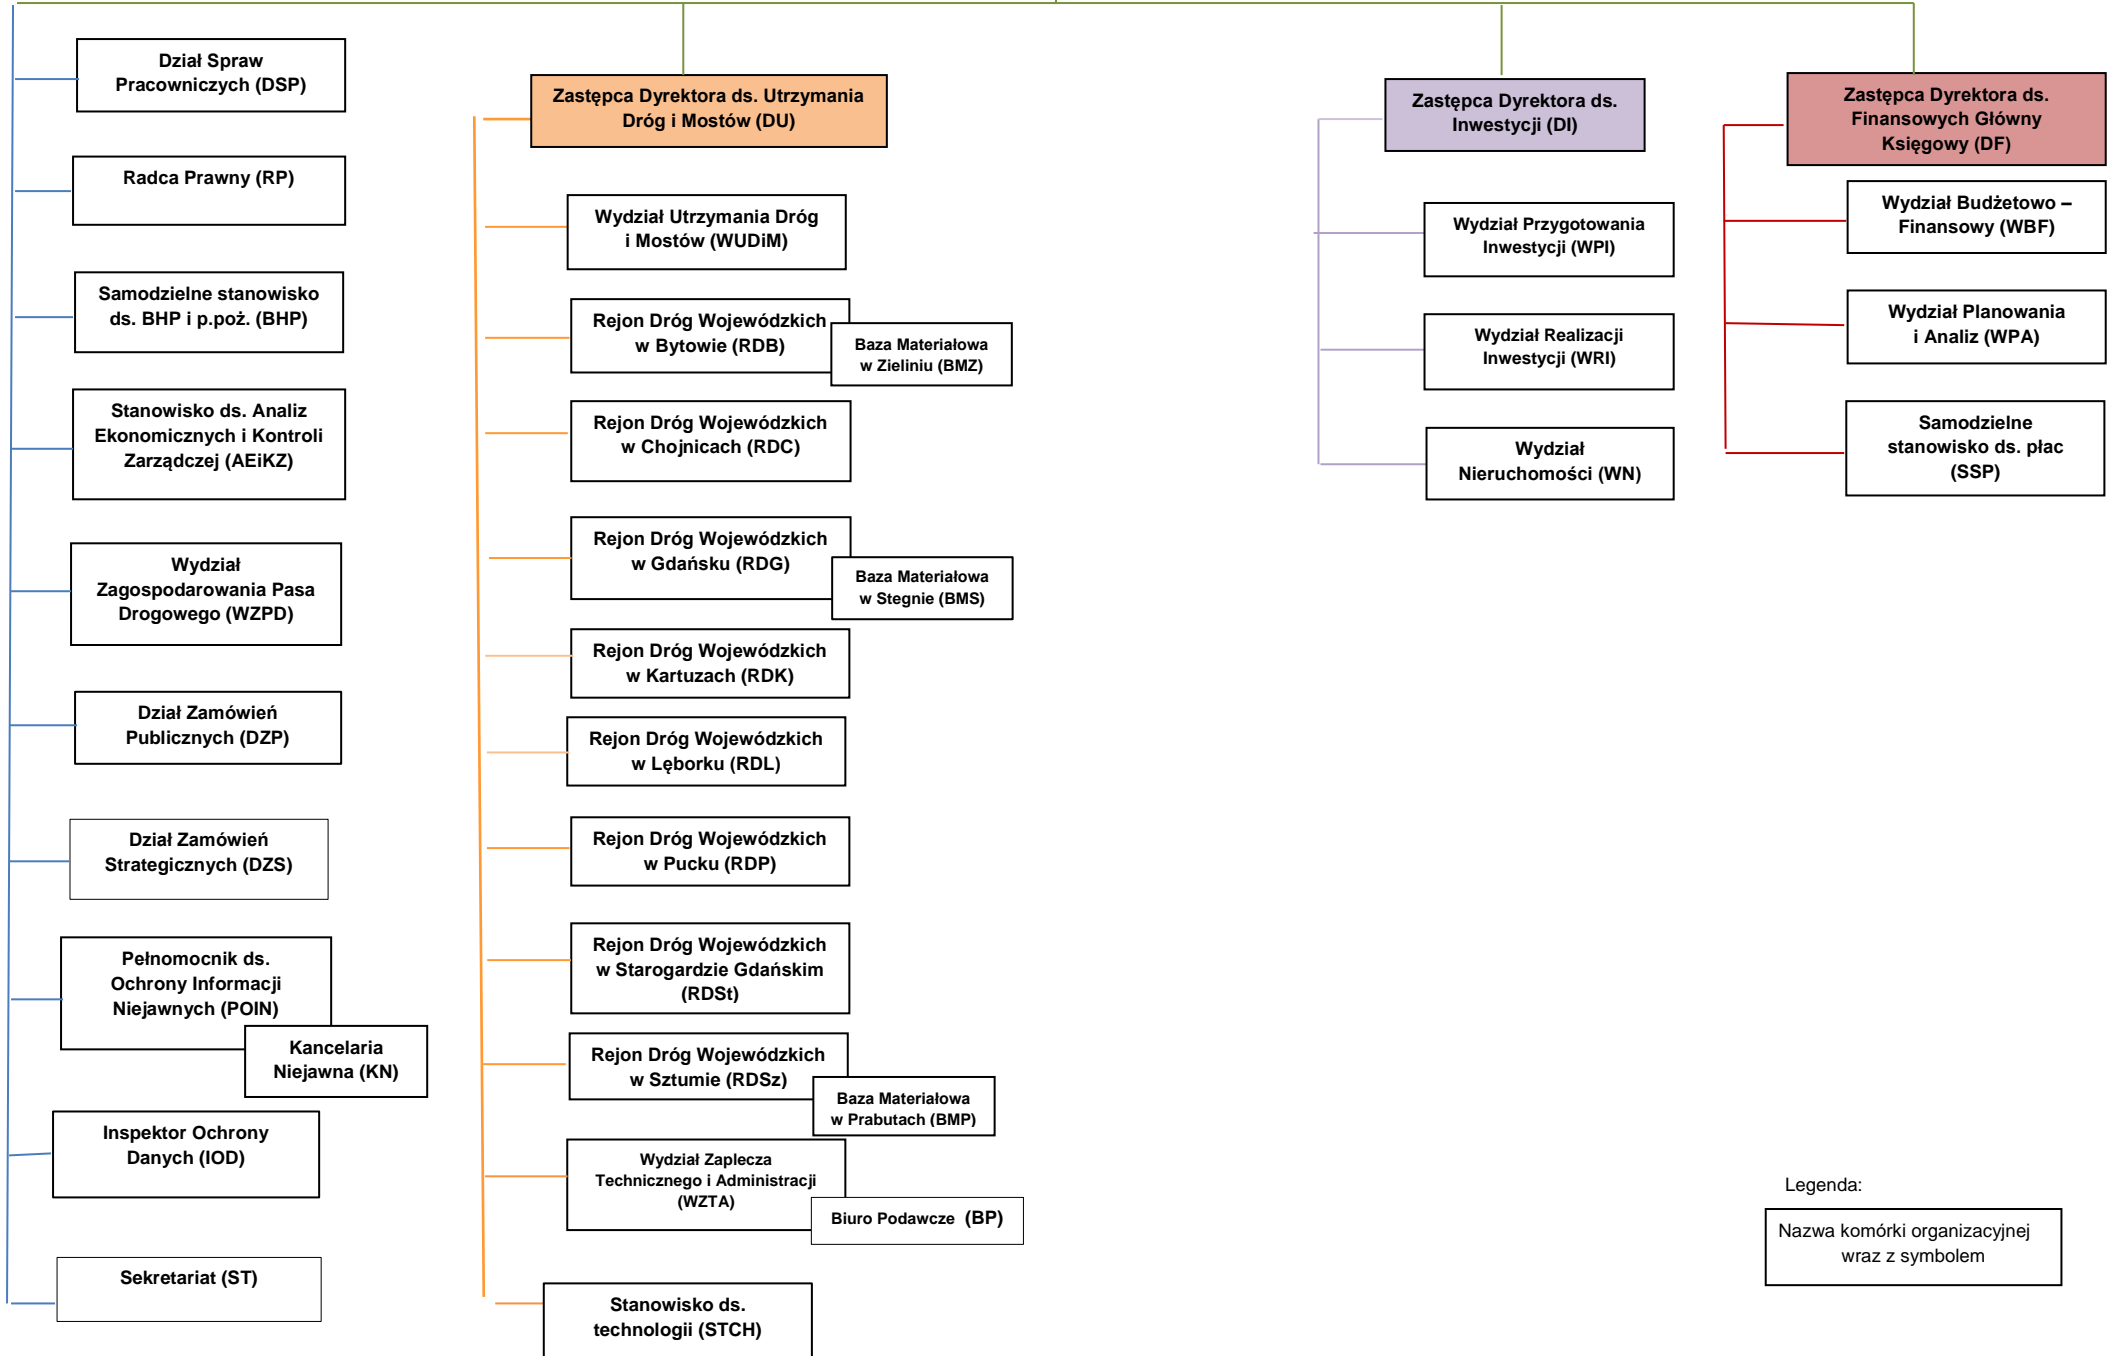 Dział Spraw
Pracowniczych (DSP)
Radca Prawny (RP)
Samodzielne stanowisko
ds. BHP i p.poż. (BHP)
Stanowisko ds. Analiz
Ekonomicznych i Kontroli
Zarządczej (AEiKZ)
Wydział
Zagospodarowania Pasa
Drogowego (WZPD)
Dział Zamówień
Publicznych (DZP)
Dział Zamówień
Strategicznych (DZS)
Pełnomocnik ds.
Ochrony Informacji
Niejawnych (POIN)
Kancelaria
Niejawna (KN)
Inspektor Ochrony
Danych (IOD)
Sekretariat (ST)
Zastępca Dyrektora ds. Utrzymania
Dróg i Mostów (DU)
Wydział Utrzymania Dróg
i Mostów (WUDiM)
Rejon Dróg Wojewódzkich
w Bytowie (RDB)
Baza Materiałowa
w Zieliniu (BMZ)
Rejon Dróg Wojewódzkich
w Chojnicach (RDC)
Rejon Dróg Wojewódzkich
w Gdańsku (RDG)
Baza Materiałowa
w Stegnie (BMS)
Rejon Dróg Wojewódzkich
w Kartuzach (RDK)
Rejon Dróg Wojewódzkich
w Lęborku (RDL)
Rejon Dróg Wojewódzkich
w Pucku (RDP)
Rejon Dróg Wojewódzkich
w Starogardzie Gdańskim
(RDSt)
Rejon Dróg Wojewódzkich
w Sztumie (RDSz)
Baza Materiałowa
w Prabutach (BMP)
Wydział Zaplecza
Technicznego i Administracji
(WZTA)
Biuro Podawcze (BP)
Stanowisko ds.
technologii (STCH)
Zastępca Dyrektora ds.
Inwestycji (DI)
Wydział Przygotowania
Inwestycji (WPI)
Wydział Realizacji
Inwestycji (WRI)
Wydział
Nieruchomości (WN)
Zastępca Dyrektora ds.
Finansowych Główny
Księgowy (DF)
Wydział Budżetowo –
Finansowy (WBF)
Wydział Planowania
i Analiz (WPA)
Samodzielne
stanowisko ds. płac
(SSP)
Legenda:
Nazwa komórki organizacyjnej
wraz z symbolem